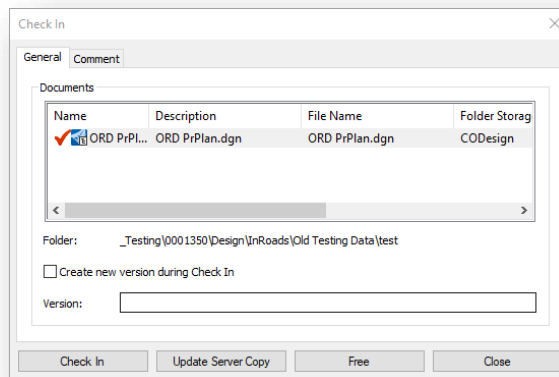 Check In
General Comment
Documents
Name Description File Name Folder Storag
ORD PrPl... ORD PrPlan.dgn ORD PrPlan.dgn CODesign
Folder: _Testing\0001350\Design\InRoads\Old Testing Data\test
Create new version during Check In
Version:
Check In Update Server Copy Free Close